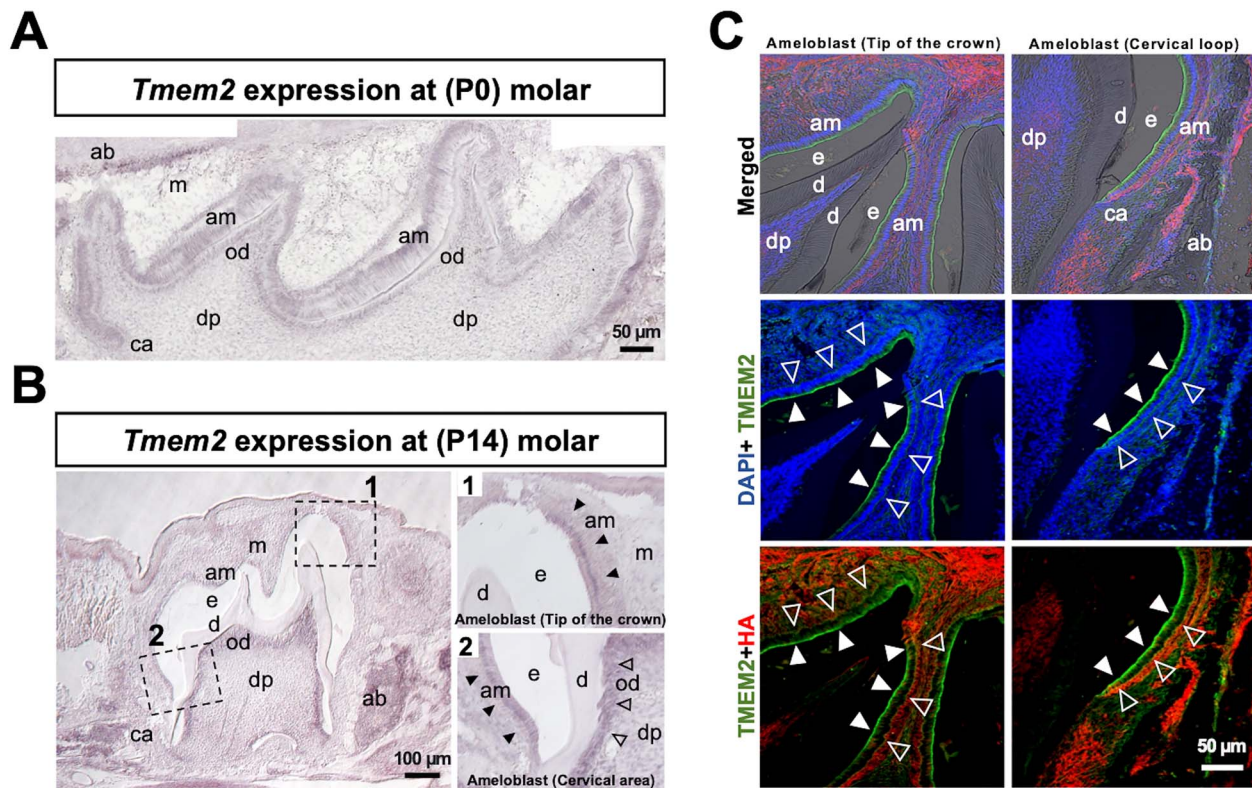 A
Tmem2 expression at (P0) molar
ab
m
am
od
am
od
dp
dp
ca
50 µm
B
Tmem2 expression at (P14) molar
1
m
am
e
d
2
od
dp
ab
ca
100 µm
1
am
m
e
d
Ameloblast (Tip of the crown)
2
am
e
d
od
dp
Ameloblast (Cervical area)
C
Ameloblast (Tip of the crown)
Ameloblast (Cervical loop)
Merged
am
e
d
d
e
dp
am
d
e
am
dp
ca
ab
DAPI+ TMEM2
TMEM2+HA
50 µm